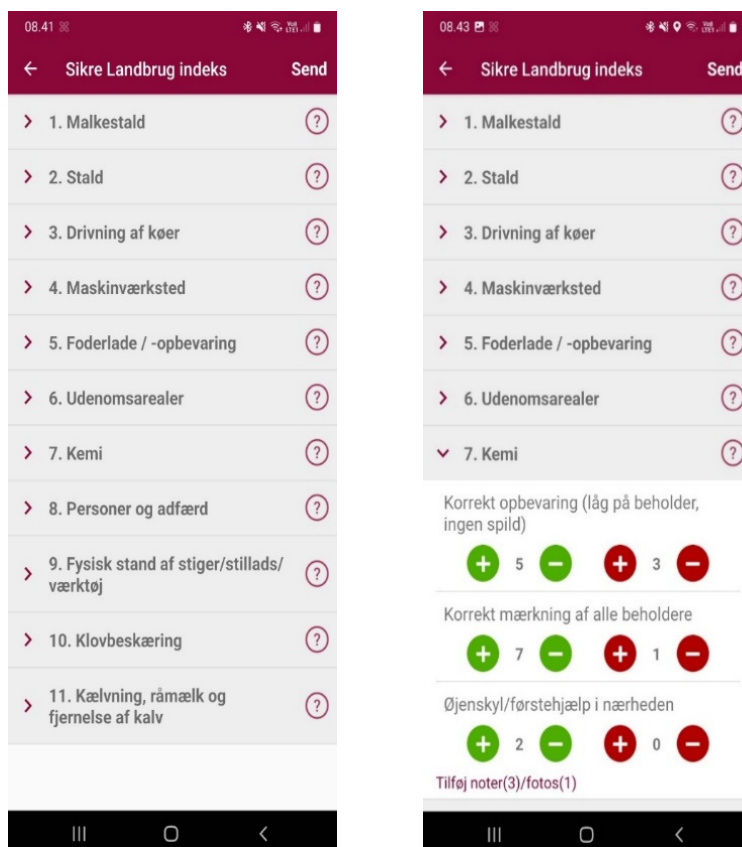 08.41
Sikre Landbrug indeks Send
1. Malkestald ?
2. Stald ?
3. Drivning af køer ?
4. Maskinværksted ?
5. Foderlade / -opbevaring ?
6. Udenomsarealer ?
7. Kemi ?
8. Personer og adfærd ?
9. Fysisk stand af stiger/stillads/
værktøj ?
10. Klovbeskæring ?
11. Kælvning, råmælk og
fjernelse af kalv ?
08.43
Sikre Landbrug indeks Send
1. Malkestald ?
2. Stald ?
3. Drivning af køer ?
4. Maskinværksted ?
5. Foderlade / -opbevaring ?
6. Udenomsarealer ?
7. Kemi ?
Korrekt opbevaring (låg på beholder,
ingen spild)
+ 5 − + 3 −
Korrekt mærkning af alle beholdere
+ 7 − + 1 −
Øjenskyl/førstehjælp i nærheden
+ 2 − + 0 −
Tilføj noter(3)/fotos(1)